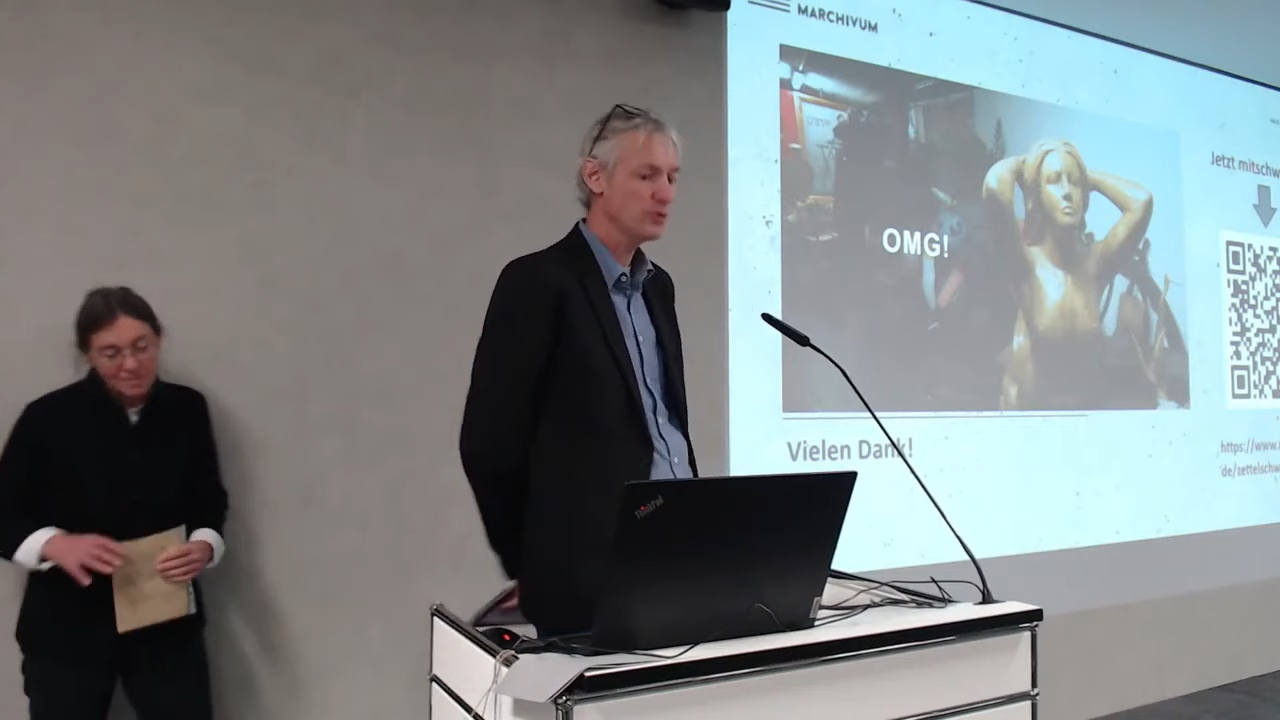 MARCHIVUM
OMG!
Jetzt mitschw
Vielen Dank!
https://www.
de/zettelschw
ThinkPad